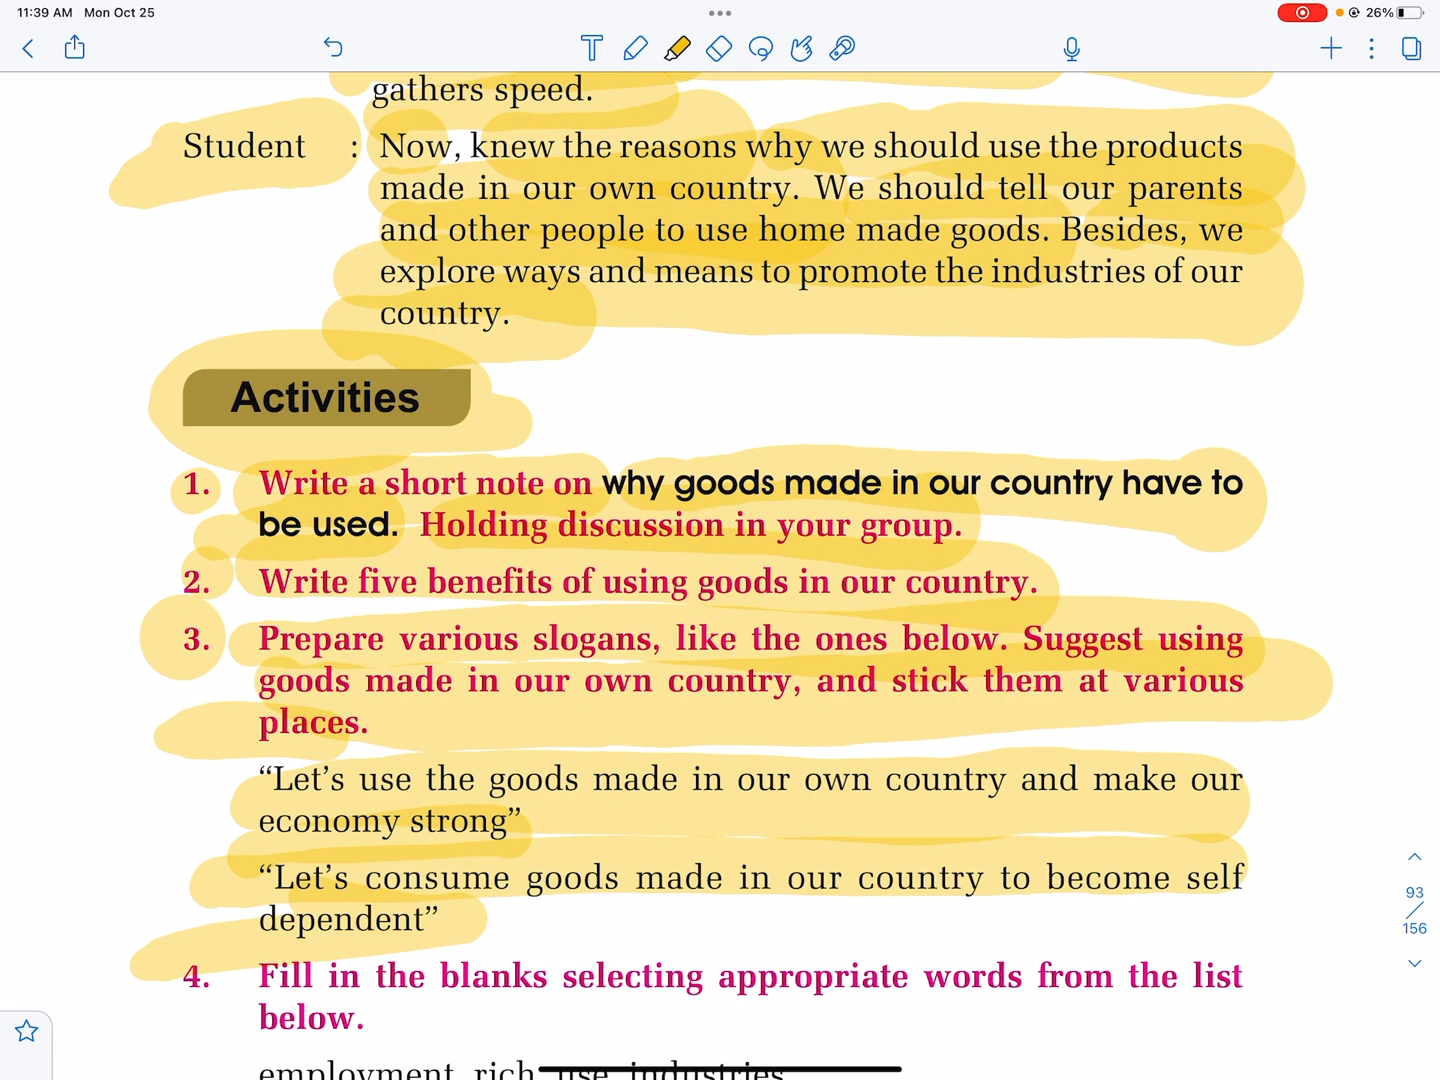 11:39 AM Mon Oct 25
26%
gathers speed.
Student : Now, knew the reasons why we should use the products
made in our own country. We should tell our parents
and other people to use home made goods. Besides, we
explore ways and means to promote the industries of our
country.
Activities
1. Write a short note on why goods made in our country have to
be used. Holding discussion in your group.
2. Write five benefits of using goods in our country.
3. Prepare various slogans, like the ones below. Suggest using
goods made in our own country, and stick them at various
places.
“Let’s use the goods made in our own country and make our
economy strong”
“Let’s consume goods made in our country to become self
dependent”
93
/
156
4. Fill in the blanks selecting appropriate words from the list
below.
employment, rich, use, industries